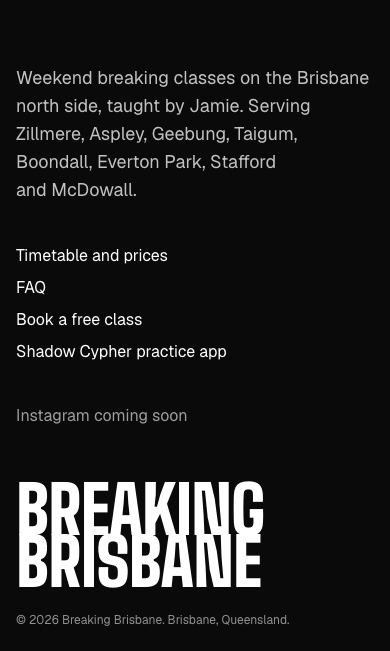 Weekend breaking classes on the Brisbane
north side, taught by Jamie. Serving
Zillmere, Aspley, Geebung, Taigum,
Boondall, Everton Park, Stafford
and McDowall.
Timetable and prices
FAQ
Book a free class
Shadow Cypher practice app
Instagram coming soon
BREAKING
BRISBANE
© 2026 Breaking Brisbane. Brisbane, Queensland.